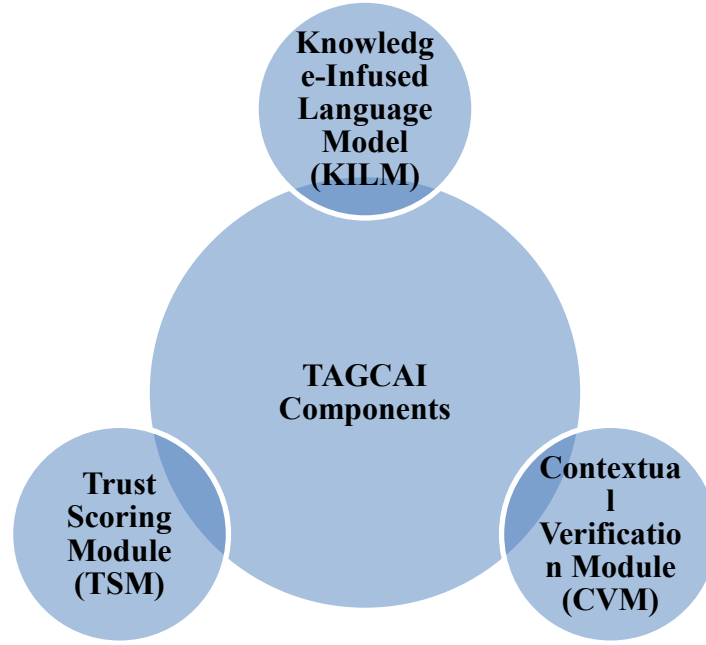 Knowledg
e-Infused
Language
Model
(KILM)
TAGCAI
Components
Trust
Scoring
Module
(TSM)
Contextua
l
Verificatio
n Module
(CVM)